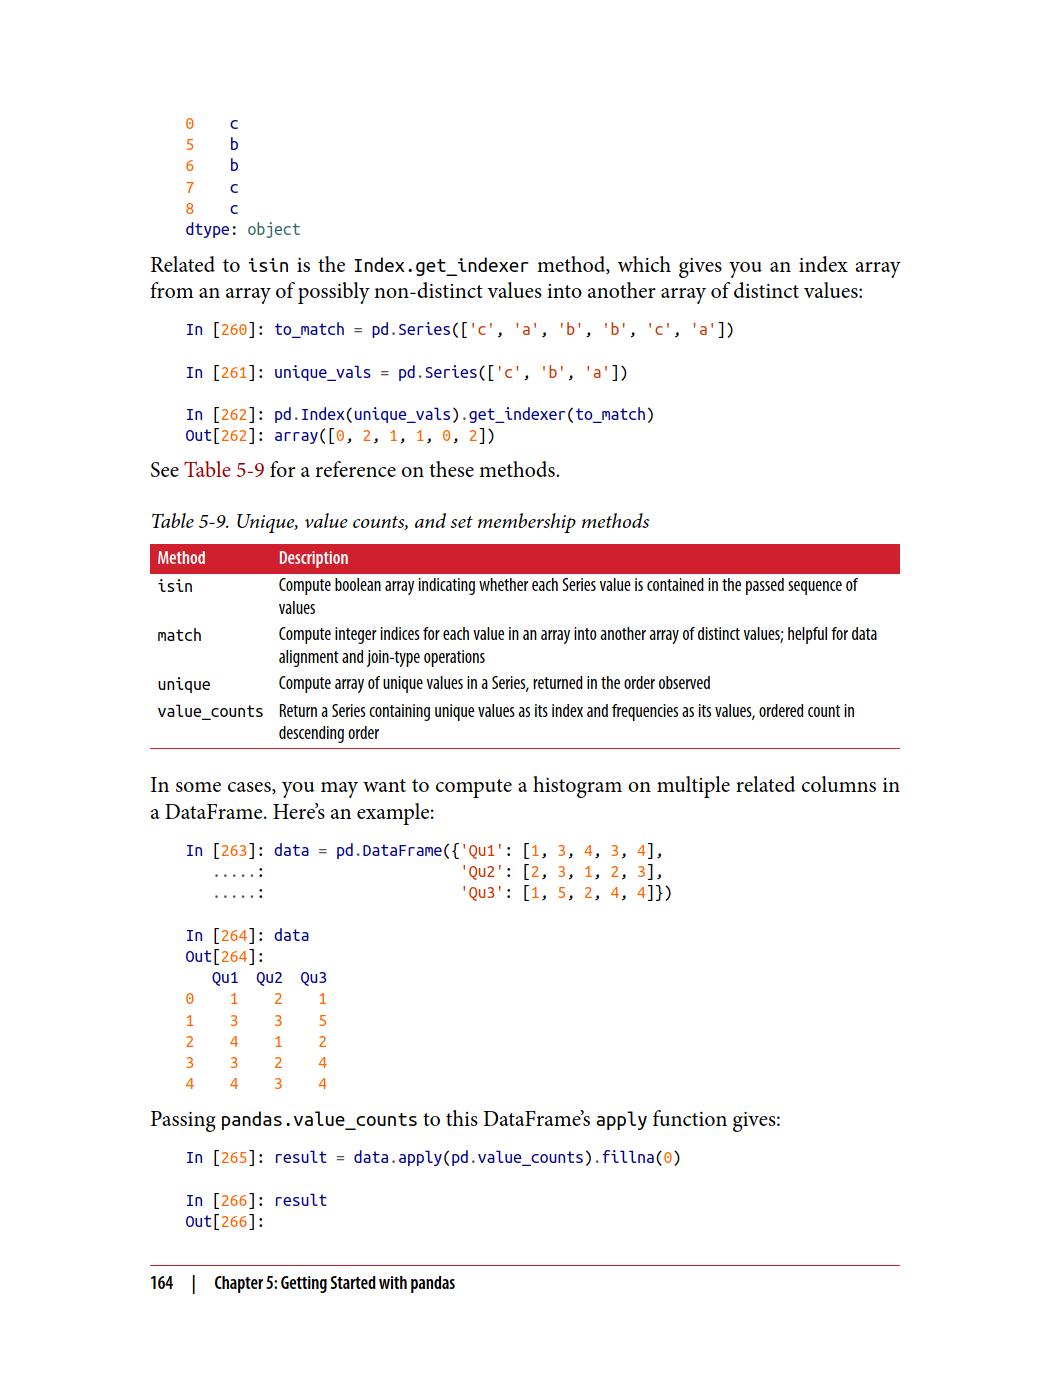 0    c
5    b
6    b
7    c
8    c
dtype: object
Related to isin is the Index.get_indexer method, which gives you an index array
from an array of possibly non-distinct values into another array of distinct values:
In [260]: to_match = pd.Series(['c', 'a', 'b', 'b', 'c', 'a'])
In [261]: unique_vals = pd.Series(['c', 'b', 'a'])
In [262]: pd.Index(unique_vals).get_indexer(to_match)
Out[262]: array([0, 2, 1, 1, 0, 2])
See Table 5-9 for a reference on these methods.
Table 5-9. Unique, value counts, and set membership methods
Method Description
isin Compute boolean array indicating whether each Series value is contained in the passed sequence of
values
match Compute integer indices for each value in an array into another array of distinct values; helpful for data
alignment and join-type operations
unique Compute array of unique values in a Series, returned in the order observed
value_counts Return a Series containing unique values as its index and frequencies as its values, ordered count in
descending order
In some cases, you may want to compute a histogram on multiple related columns in
a DataFrame. Here's an example:
In [263]: data = pd.DataFrame({'Qu1': [1, 3, 4, 3, 4],
.....:                      'Qu2': [2, 3, 1, 2, 3],
.....:                      'Qu3': [1, 5, 2, 4, 4]})
In [264]: data
Out[264]:
Qu1  Qu2  Qu3
0    1    2    1
1    3    3    5
2    4    1    2
3    3    2    4
4    4    3    4
Passing pandas.value_counts to this DataFrame's apply function gives:
In [265]: result = data.apply(pd.value_counts).fillna(0)
In [266]: result
Out[266]:
164 | Chapter 5: Getting Started with pandas